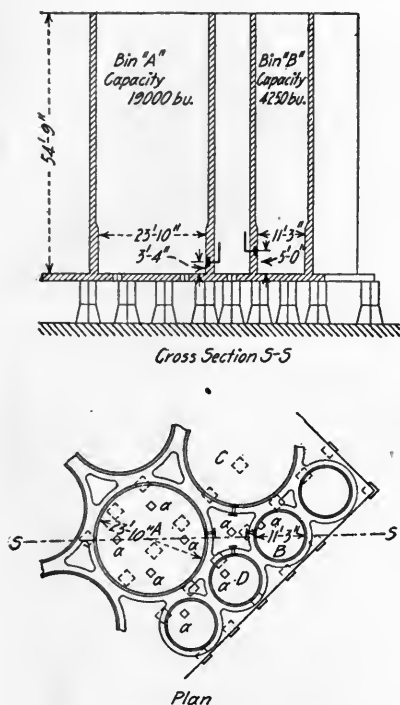 Bin "A"
Capacity
19000 bu.
Bin "B"
Capacity
4250 bu.
54'-9"
23'-10"
3'-4"
11'-3"
5'-0"
Cross Section S-S
C
23'-10"
A
a
a
a
a
a
a
a
11'-3"
B
S
S
a
D
a
Plan